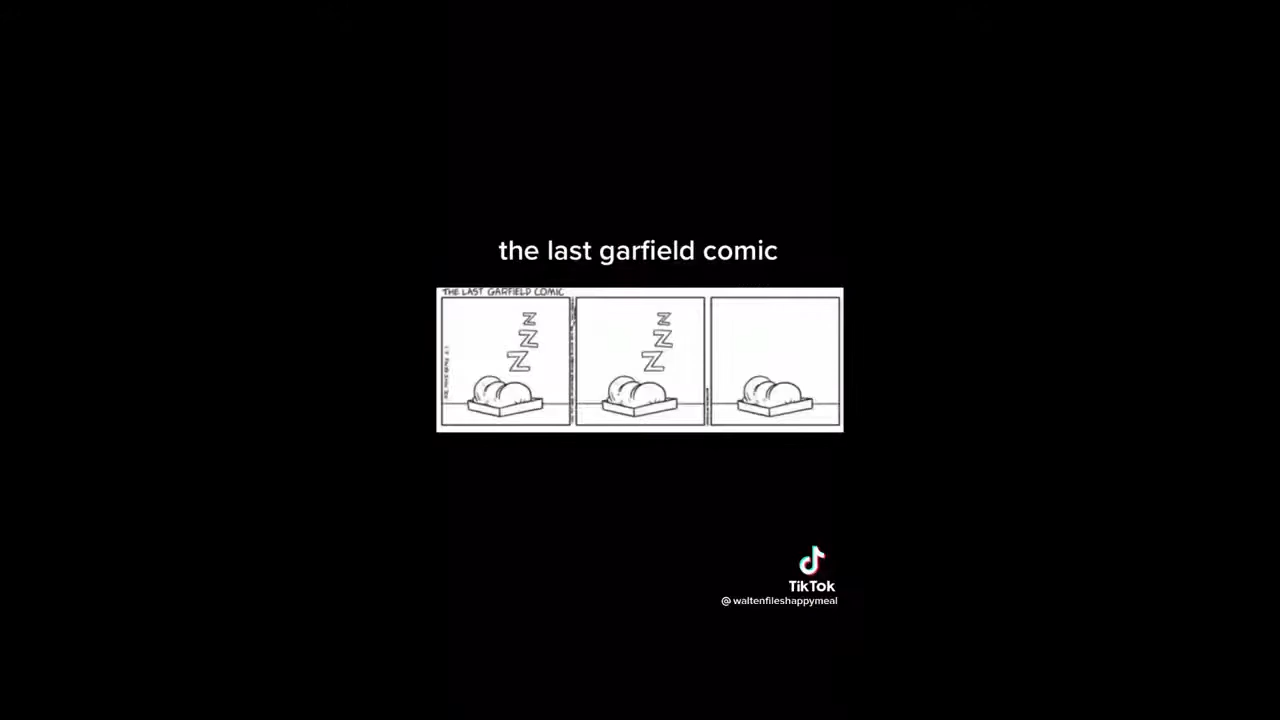 the last garfield comic
THE LAST GARFIELD COMIC
Z
Z
Z
Z
Z
Z
TikTok
@waltenfileshappymeal